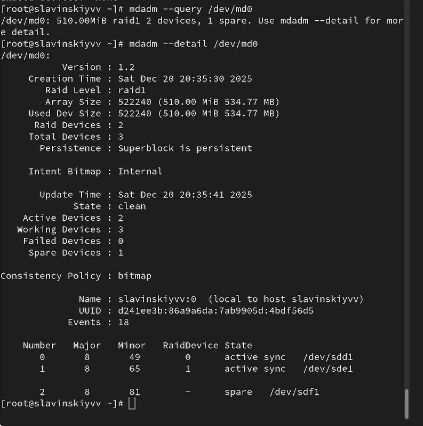 [root@slavinskiyvv ~]# mdadm --query /dev/md0
/dev/md0: 510.00MiB raid1 2 devices, 1 spare. Use mdadm --detail for mor
e detail.
[root@slavinskiyvv ~]# mdadm --detail /dev/md0
/dev/md0:
Version : 1.2
Creation Time : Sat Dec 20 20:35:30 2025
Raid Level : raid1
Array Size : 522240 (510.00 MiB 534.77 MB)
Used Dev Size : 522240 (510.00 MiB 534.77 MB)
Raid Devices : 2
Total Devices : 3
Persistence : Superblock is persistent
Intent Bitmap : Internal
Update Time : Sat Dec 20 20:35:41 2025
State : clean
Active Devices : 2
Working Devices : 3
Failed Devices : 0
Spare Devices : 1
Consistency Policy : bitmap
Name : slavinskiyvv:0 (local to host slavinskiyvv)
UUID : d241ee3b:86a9a6da:7ab9905d:4bdf56d5
Events : 18
Number Major Minor RaidDevice State
0 8 49 0 active sync /dev/sdd1
1 8 65 1 active sync /dev/sde1
2 8 81 - spare /dev/sdf1
[root@slavinskiyvv ~]#